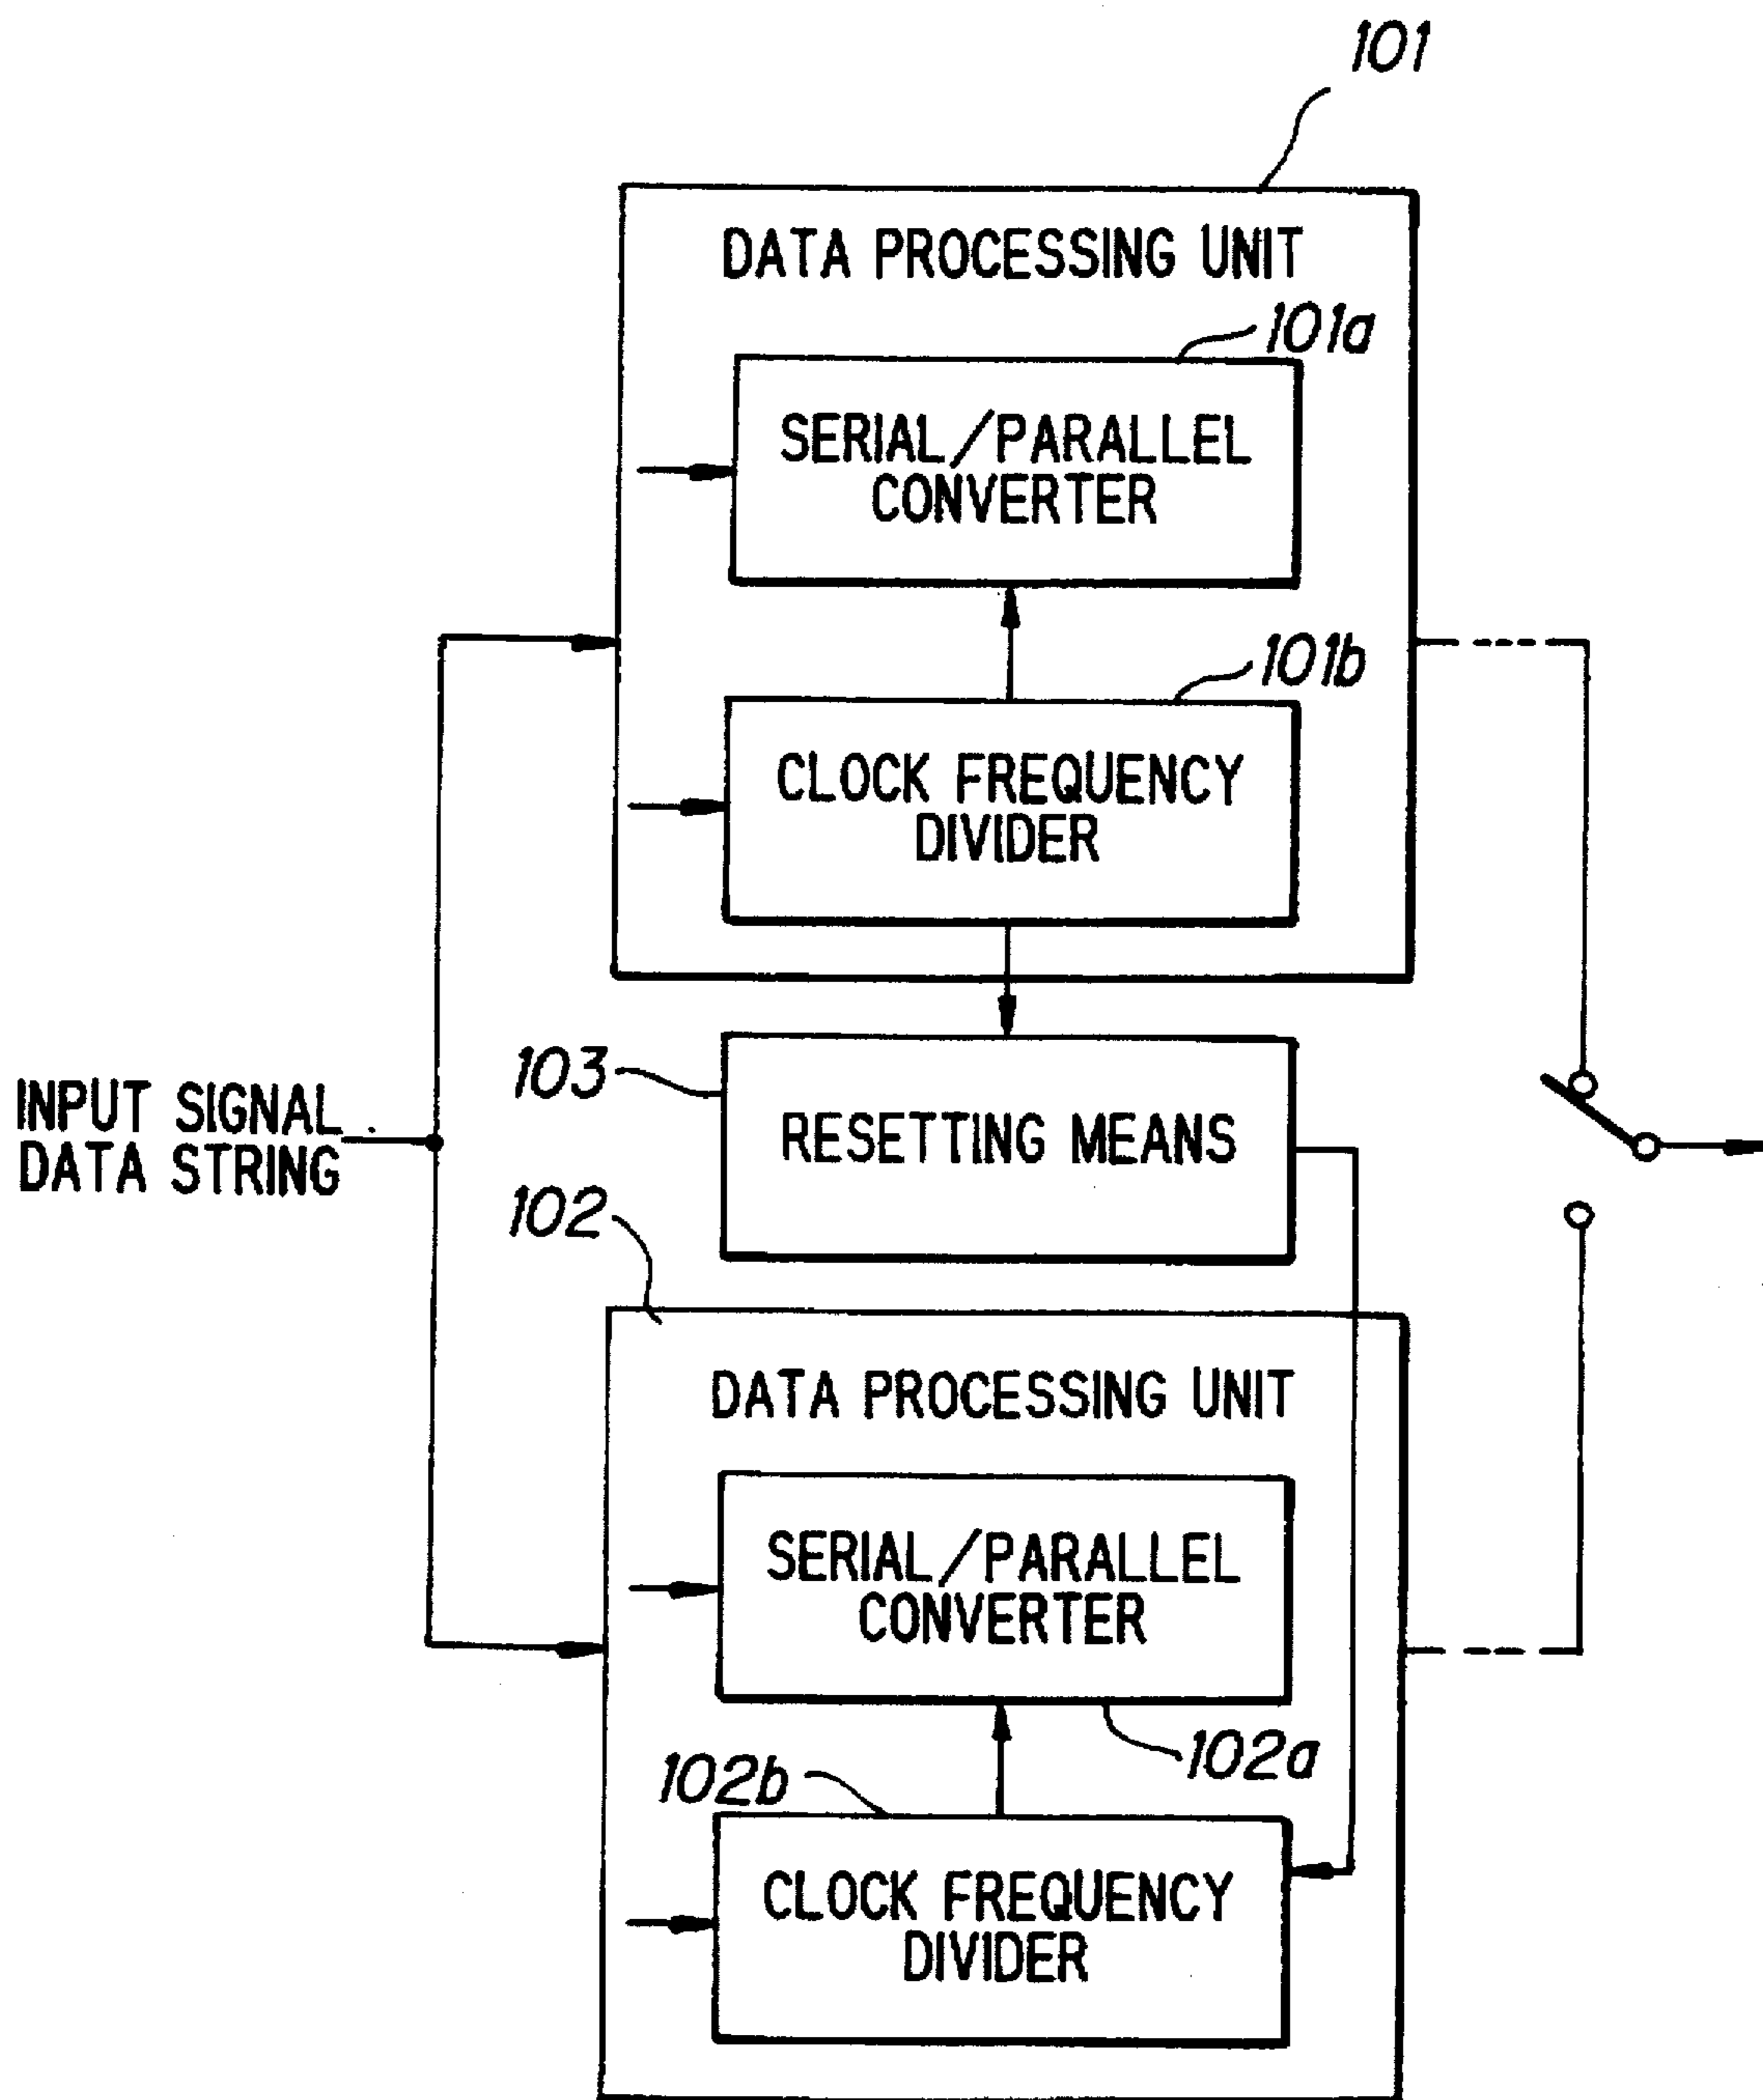 101
DATA PROCESSING UNIT
101a
SERIAL/PARALLEL
CONVERTER
101b
CLOCK FREQUENCY
DIVIDER
103
RESETTING MEANS
INPUT SIGNAL
DATA STRING
102
DATA PROCESSING UNIT
SERIAL/PARALLEL
CONVERTER
102a
102b
CLOCK FREQUENCY
DIVIDER